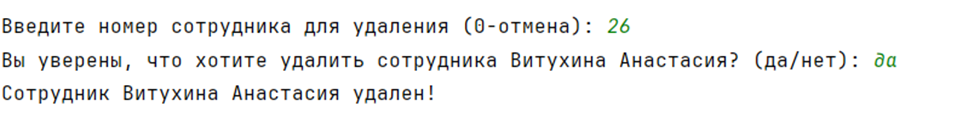 Введите номер сотрудника для удаления (0-отмена): 26
Вы уверены, что хотите удалить сотрудника Витухина Анастасия? (да/нет): да
Сотрудник Витухина Анастасия удален!